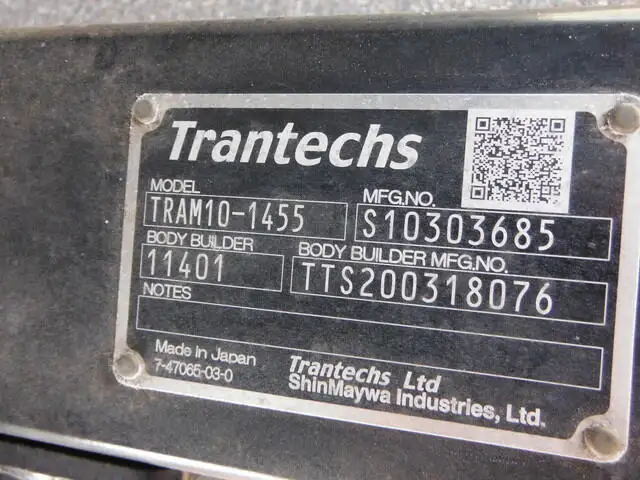 Trantechs
MODEL
TRAM10-1455
MFG.NO.
S10303685
BODY BUILDER
11401
BODY BUILDER MFG.NO.
TTS200318076
NOTES
Made in Japan
7-47065-03-0
Trantechs Ltd
ShinMaywa Industries, Ltd.